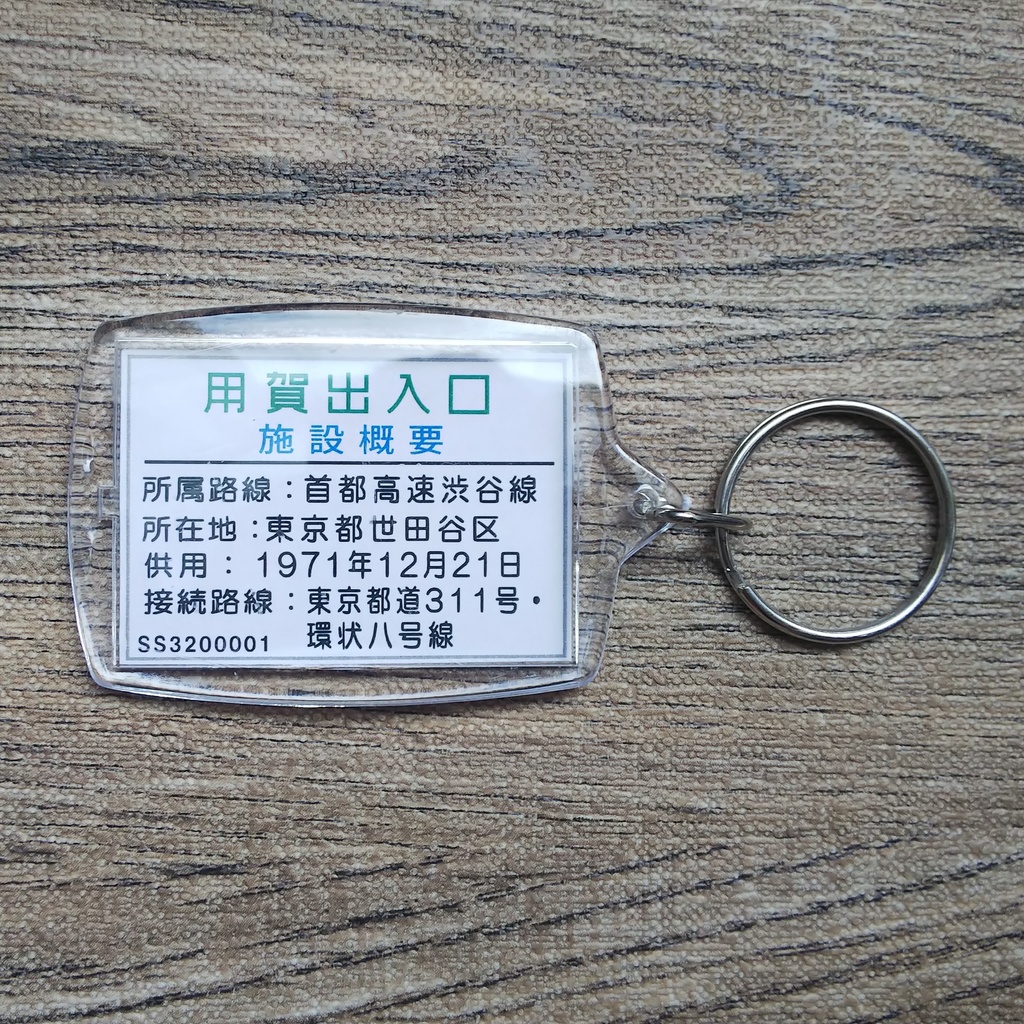 用賀出入口
施設概要
所属路線：首都高速渋谷線
所在地：東京都世田谷区
供用：1971年12月21日
接続路線：東京都道311号・
環状八号線
SS3200001